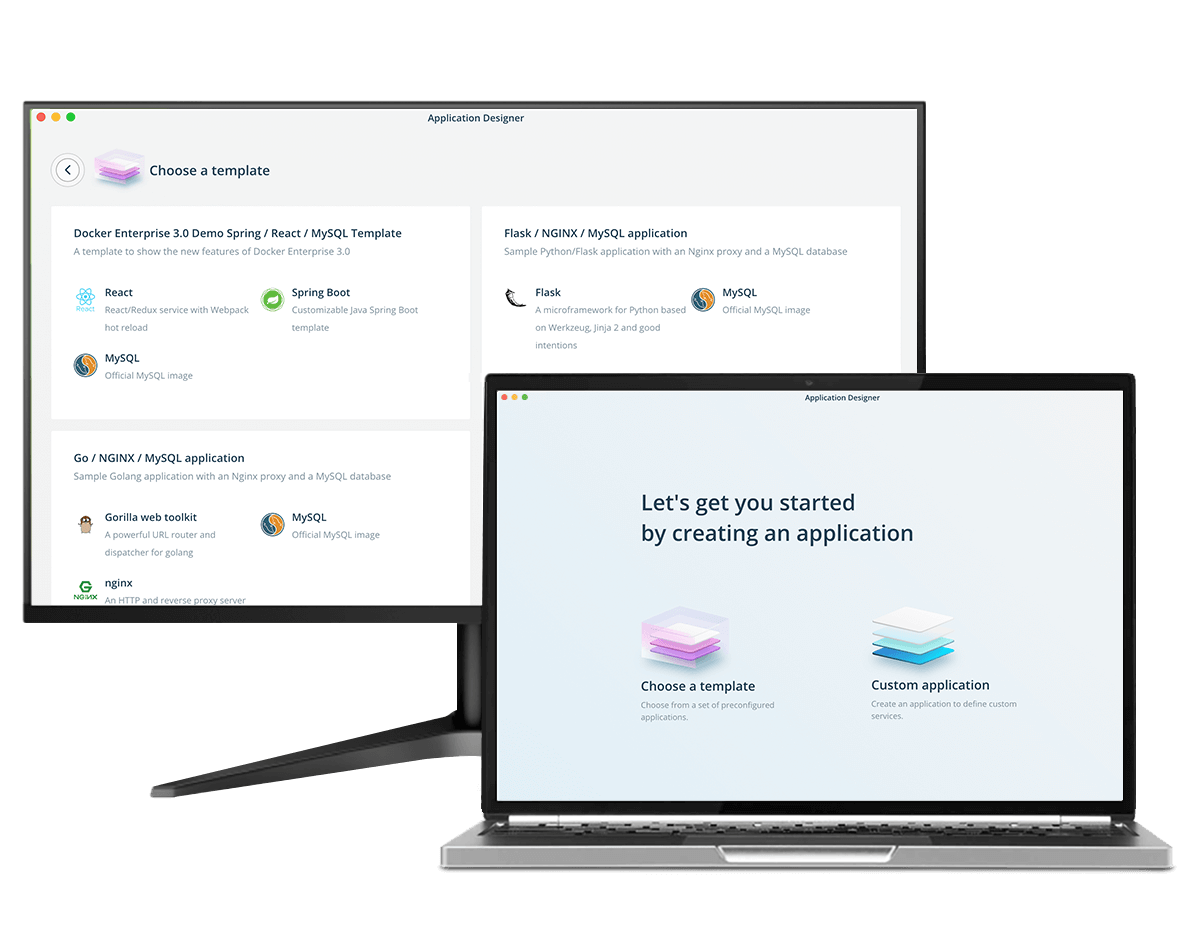 Application Designer
Choose a template
Docker Enterprise 3.0 Demo Spring / React / MySQL Template
A template to show the new features of Docker Enterprise 3.0
React
React
React/Redux service with Webpack
hot reload
Spring Boot
Customizable Java Spring Boot
template
MySQL
Official MySQL image
Flask / NGINX / MySQL application
Sample Python/Flask application with an Nginx proxy and a MySQL database
Flask
A microframework for Python based
on Werkzeug, Jinja 2 and good
intentions
MySQL
Official MySQL image
Go / NGINX / MySQL application
Sample Golang application with an Nginx proxy and a MySQL database
Gorilla web toolkit
A powerful URL router and
dispatcher for golang
MySQL
Official MySQL image
NGINX
nginx
An HTTP and reverse proxy server
Application Designer
Let's get you started
by creating an application
Choose a template
Choose from a set of preconfigured
applications.
Custom application
Create an application to define custom
services.